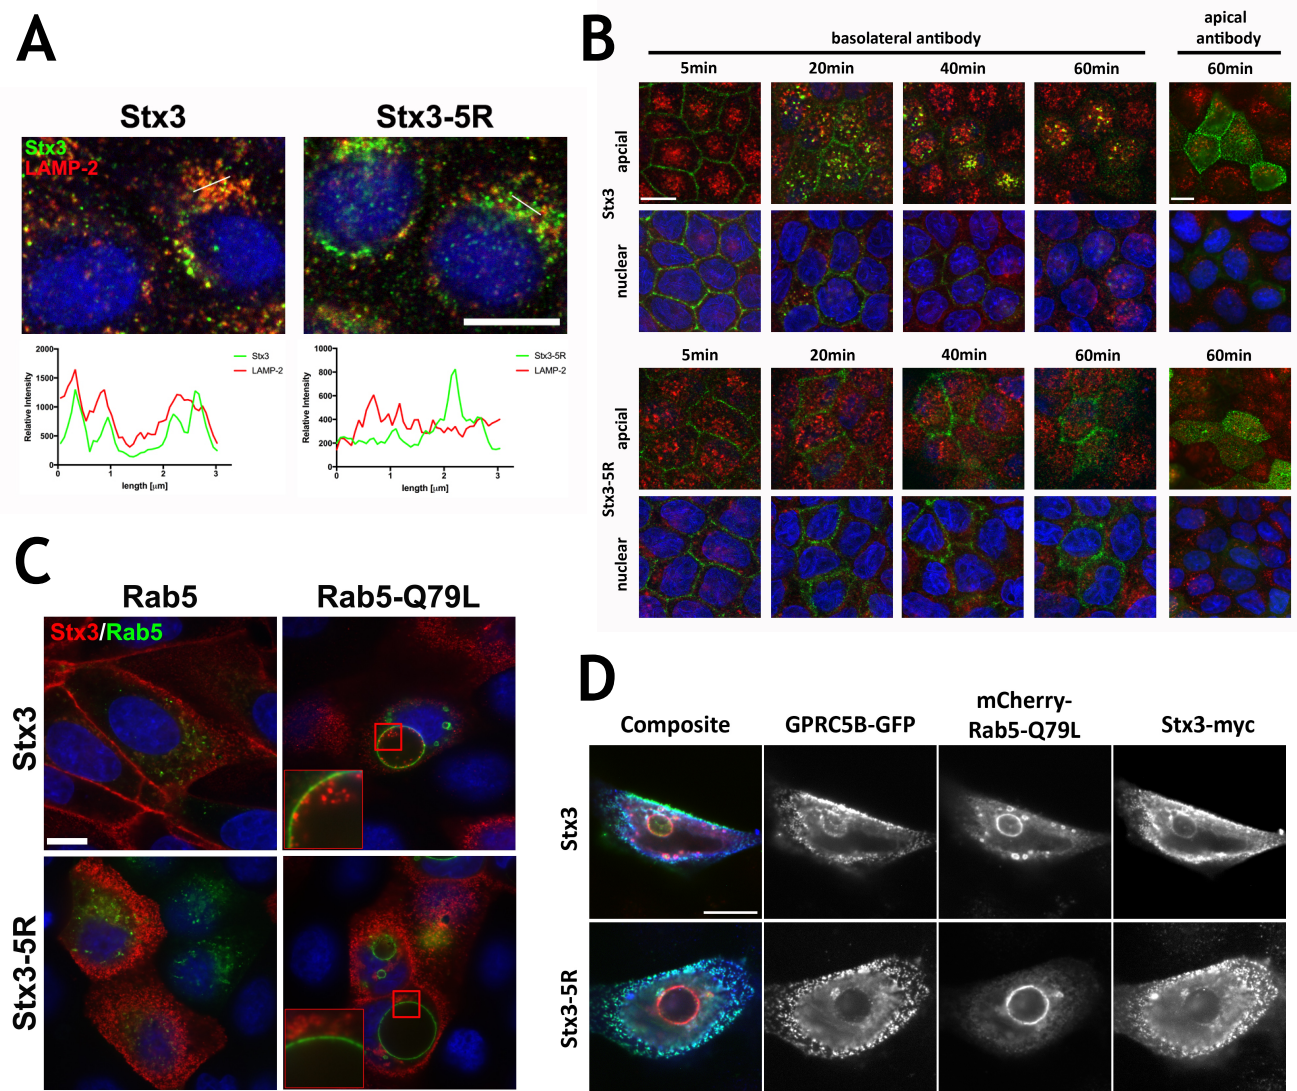 A
Stx3
Stx3-5R
Stx3
LAMP-2
2000
1500
1000
500
0
Relative Intensity
0
1
2
3
length [µm]
Stx3
LAMP-2
1000
800
600
400
200
0
Relative Intensity
0
1
2
3
length [µm]
Stx3-5R
LAMP-2
B
basolateral antibody
apical
antibody
5min
20min
40min
60min
60min
Stx3
apcial
nuclear
5min
20min
40min
60min
60min
Stx3-5R
apcial
nuclear
C
Rab5
Rab5-Q79L
Stx3/Rab5
Stx3
Stx3-5R
D
Composite
GPRC5B-GFP
mCherry-
Rab5-Q79L
Stx3-myc
Stx3
Stx3-5R